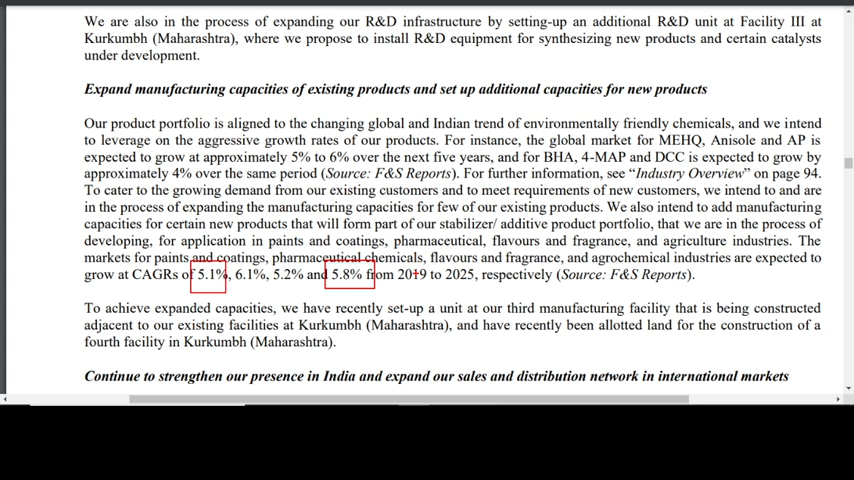 We are also in the process of expanding our R&D infrastructure by setting-up an additional R&D unit at Facility III at
Kurkumbh (Maharashtra), where we propose to install R&D equipment for synthesizing new products and certain catalysts
under development.
Expand manufacturing capacities of existing products and set up additional capacities for new products
Our product portfolio is aligned to the changing global and Indian trend of environmentally friendly chemicals, and we intend
to leverage on the aggressive growth rates of our products. For instance, the global market for MEHQ, Anisole and AP is
expected to grow at approximately 5% to 6% over the next five years, and for BHA, 4-MAP and DCC is expected to grow by
approximately 4% over the same period (Source: F&S Reports). For further information, see “Industry Overview” on page 94.
To cater to the growing demand from our existing customers and to meet requirements of new customers, we intend to and are
in the process of expanding the manufacturing capacities for few of our existing products. We also intend to add manufacturing
capacities for certain new products that will form part of our stabilizer/ additive product portfolio, that we are in the process of
developing, for application in paints and coatings, pharmaceutical, flavours and fragrance, and agriculture industries. The
markets for paints and coatings, pharmaceutical chemicals, flavours and fragrance, and agrochemical industries are expected to
grow at CAGRs of 5.1%, 6.1%, 5.2% and 5.8% from 2019 to 2025, respectively (Source: F&S Reports).
To achieve expanded capacities, we have recently set-up a unit at our third manufacturing facility that is being constructed
adjacent to our existing facilities at Kurkumbh (Maharashtra), and have recently been allotted land for the construction of a
fourth facility in Kurkumbh (Maharashtra).
Continue to strengthen our presence in India and expand our sales and distribution network in international markets